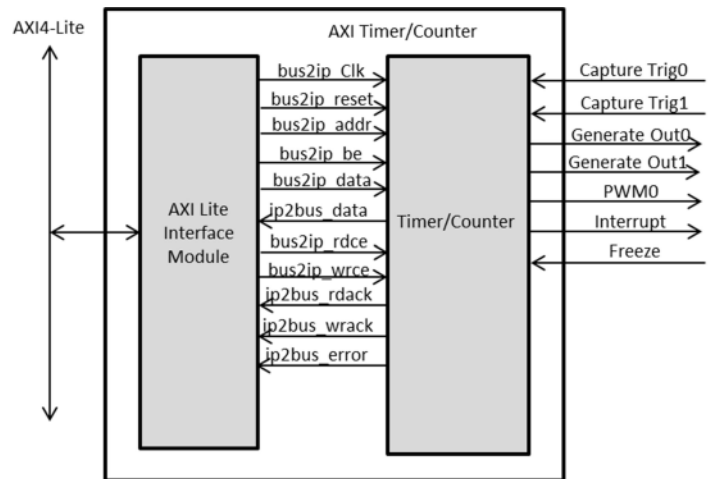 AXI4-Lite
AXI Timer/Counter
AXI Lite
Interface
Module
bus2ip_Clk
bus2ip_reset
bus2ip_addr
bus2ip_be
bus2ip_data
ip2bus_data
bus2ip_rdce
bus2ip_wrce
ip2bus_rdack
ip2bus_wrack
ip2bus_error
Timer/Counter
Capture Trig0
Capture Trig1
Generate Out0
Generate Out1
PWM0
Interrupt
Freeze